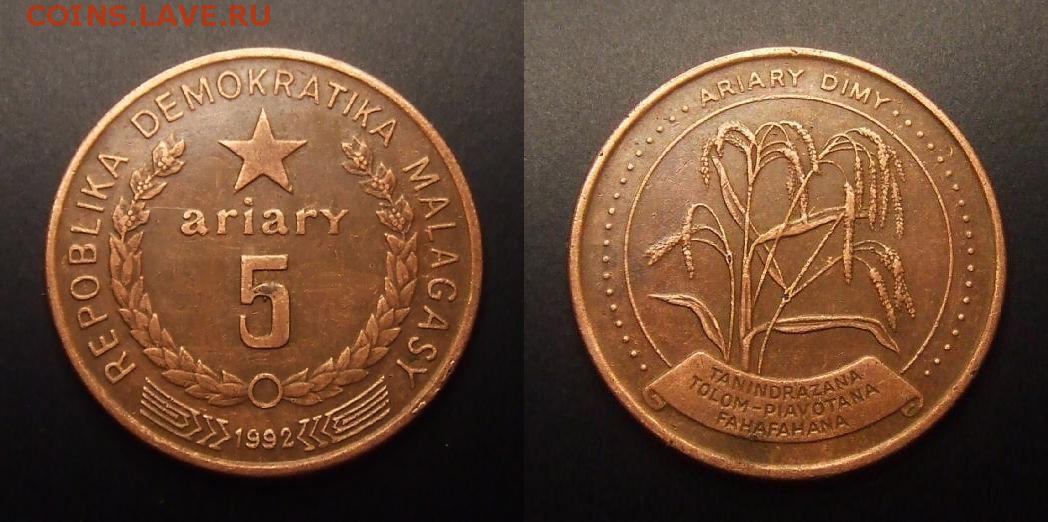 COINS.LAVE.RU
REPOBLIKA DEMOKRATIKA MALAGASY
ariary
5
1992
ARIARY DIMY
TANINDRAZANA
TOLOM-PIAVOTANA
FAHAFAHANA